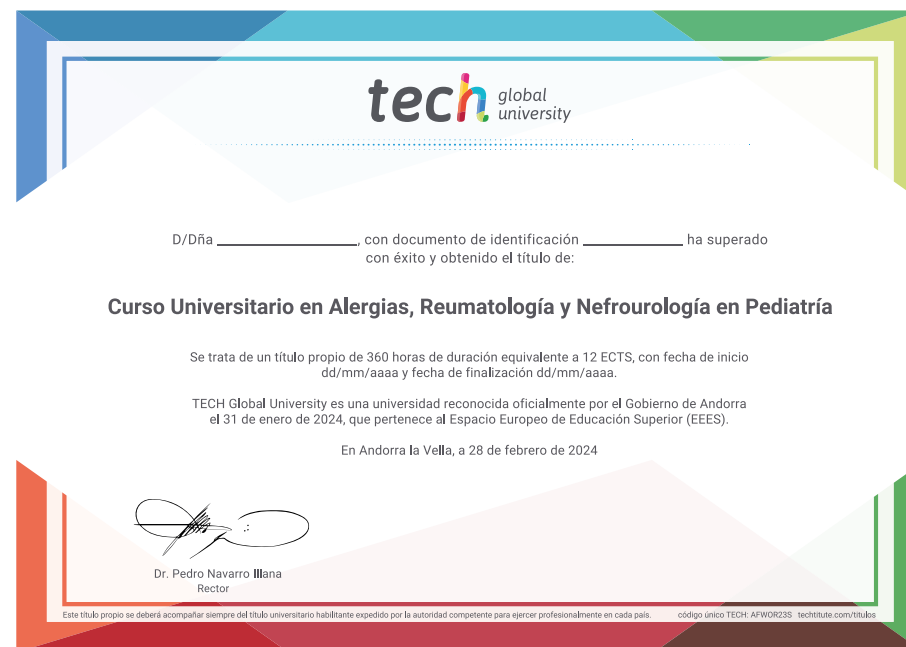 tech global university
D/Dña ____________________, con documento de identificación ______________ ha superado
con éxito y obtenido el título de:
Curso Universitario en Alergias, Reumatología y Nefrourología en Pediatría
Se trata de un título propio de 360 horas de duración equivalente a 12 ECTS, con fecha de inicio
dd/mm/aaaa y fecha de finalización dd/mm/aaaa.
TECH Global University es una universidad reconocida oficialmente por el Gobierno de Andorra
el 31 de enero de 2024, que pertenece al Espacio Europeo de Educación Superior (EEES).
En Andorra la Vella, a 28 de febrero de 2024
Dr. Pedro Navarro Illana
Rector
Este título propio se deberá acompañar siempre del título universitario habilitante expedido por la autoridad competente para ejercer profesionalmente en cada país. código único TECH: AFWOR23S techtitute.com/titulos